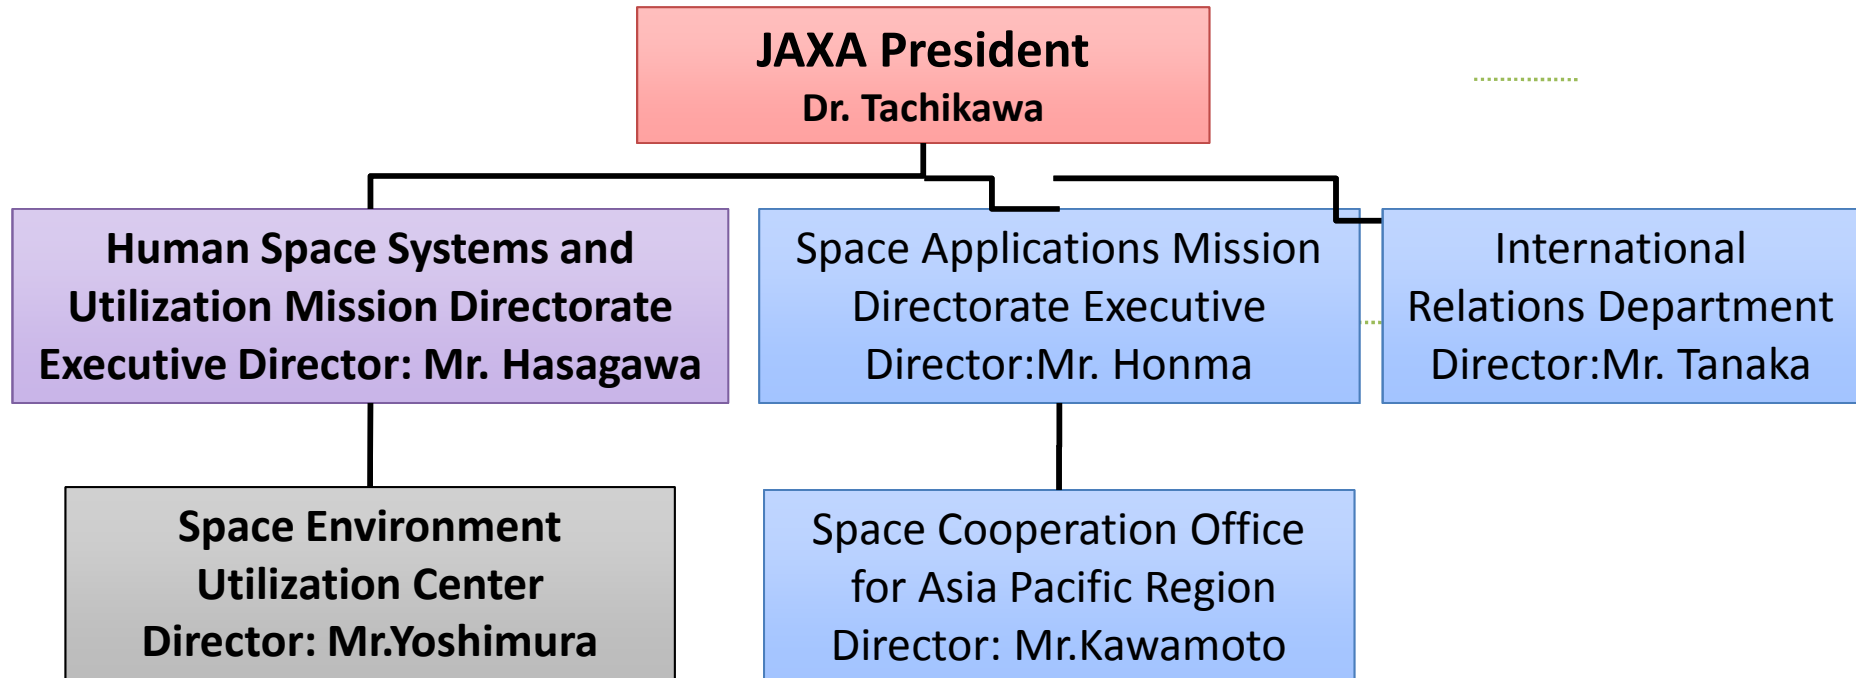 JAXA President
Dr. Tachikawa
Human Space Systems and
Utilization Mission Directorate
Executive Director: Mr. Hasagawa
Space Applications Mission
Directorate Executive
Director:Mr. Honma
International
Relations Department
Director:Mr. Tanaka
Space Environment
Utilization Center
Director: Mr.Yoshimura
Space Cooperation Office
for Asia Pacific Region
Director: Mr.Kawamoto